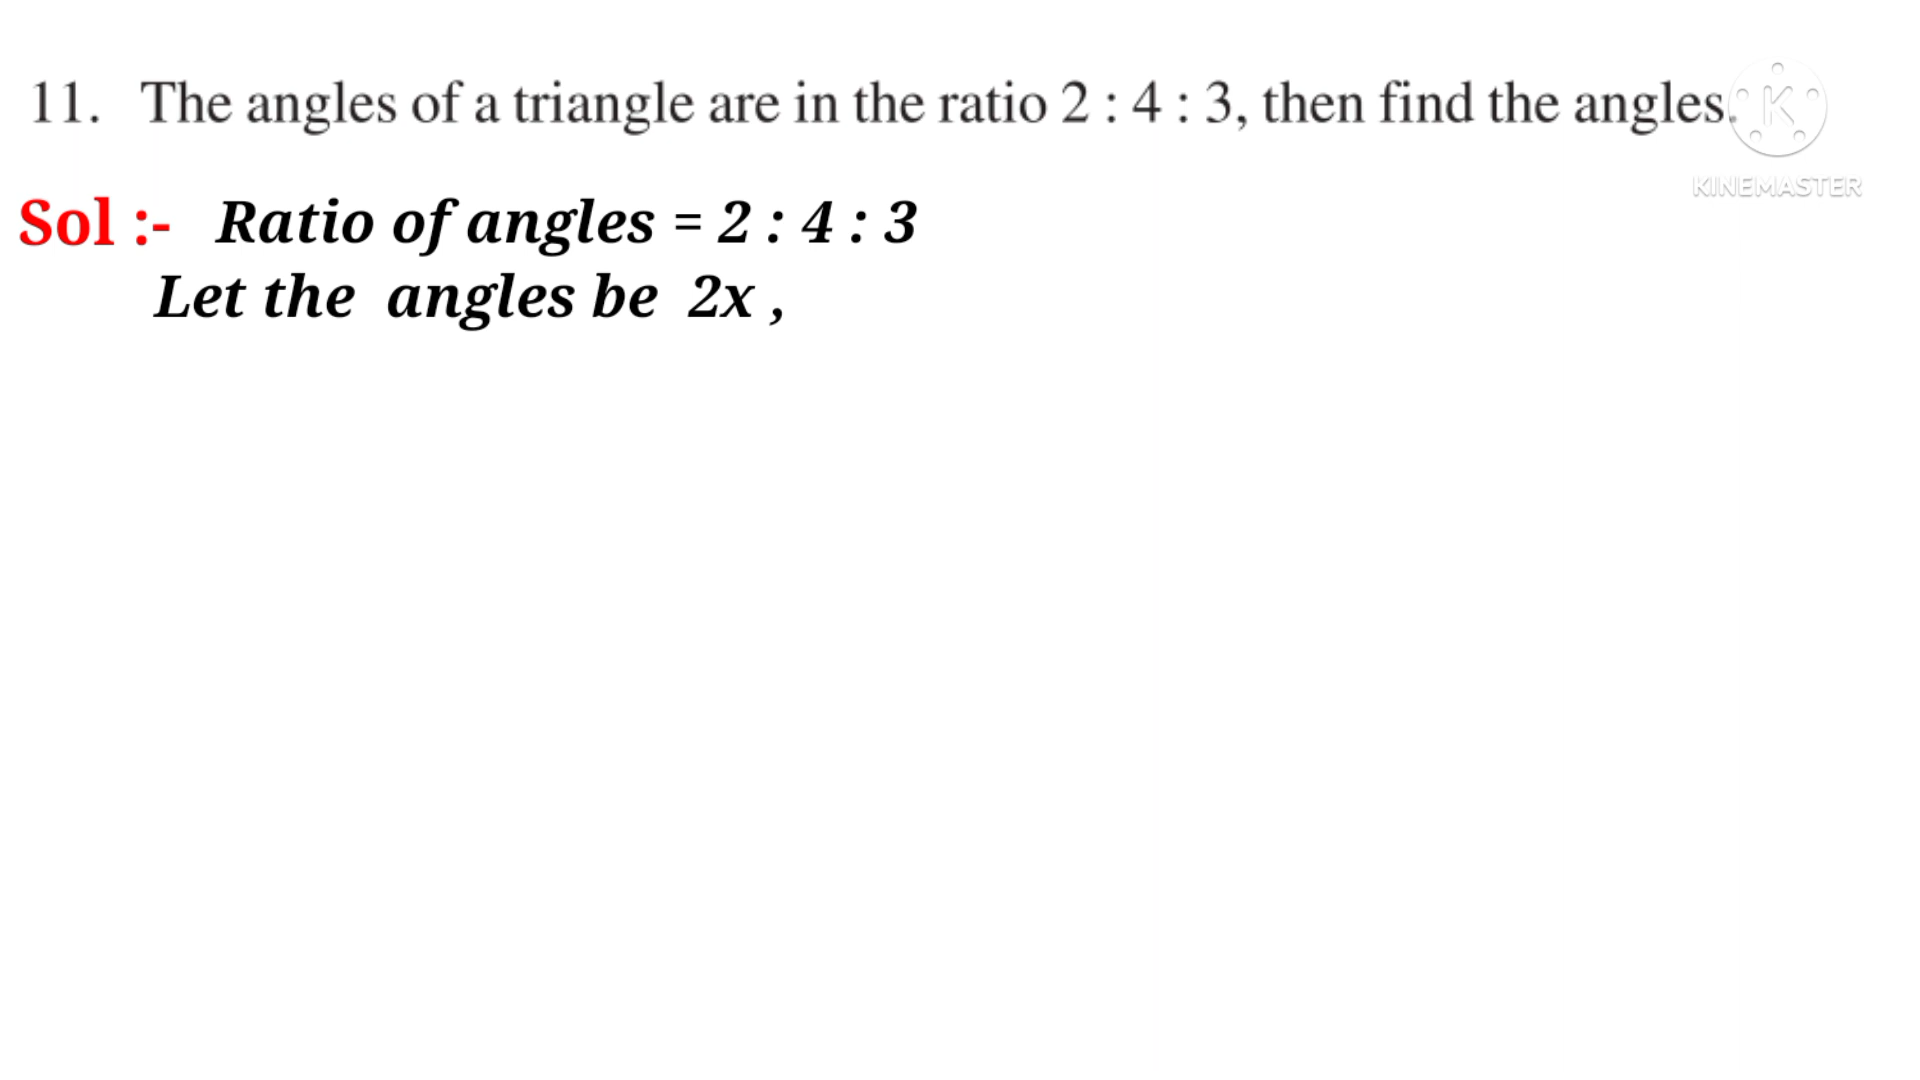 11. The angles of a triangle are in the ratio 2 : 4 : 3, then find the angles.
K
KINEMASTER
Sol :- Ratio of angles = 2 : 4 : 3
Let the angles be 2x ,